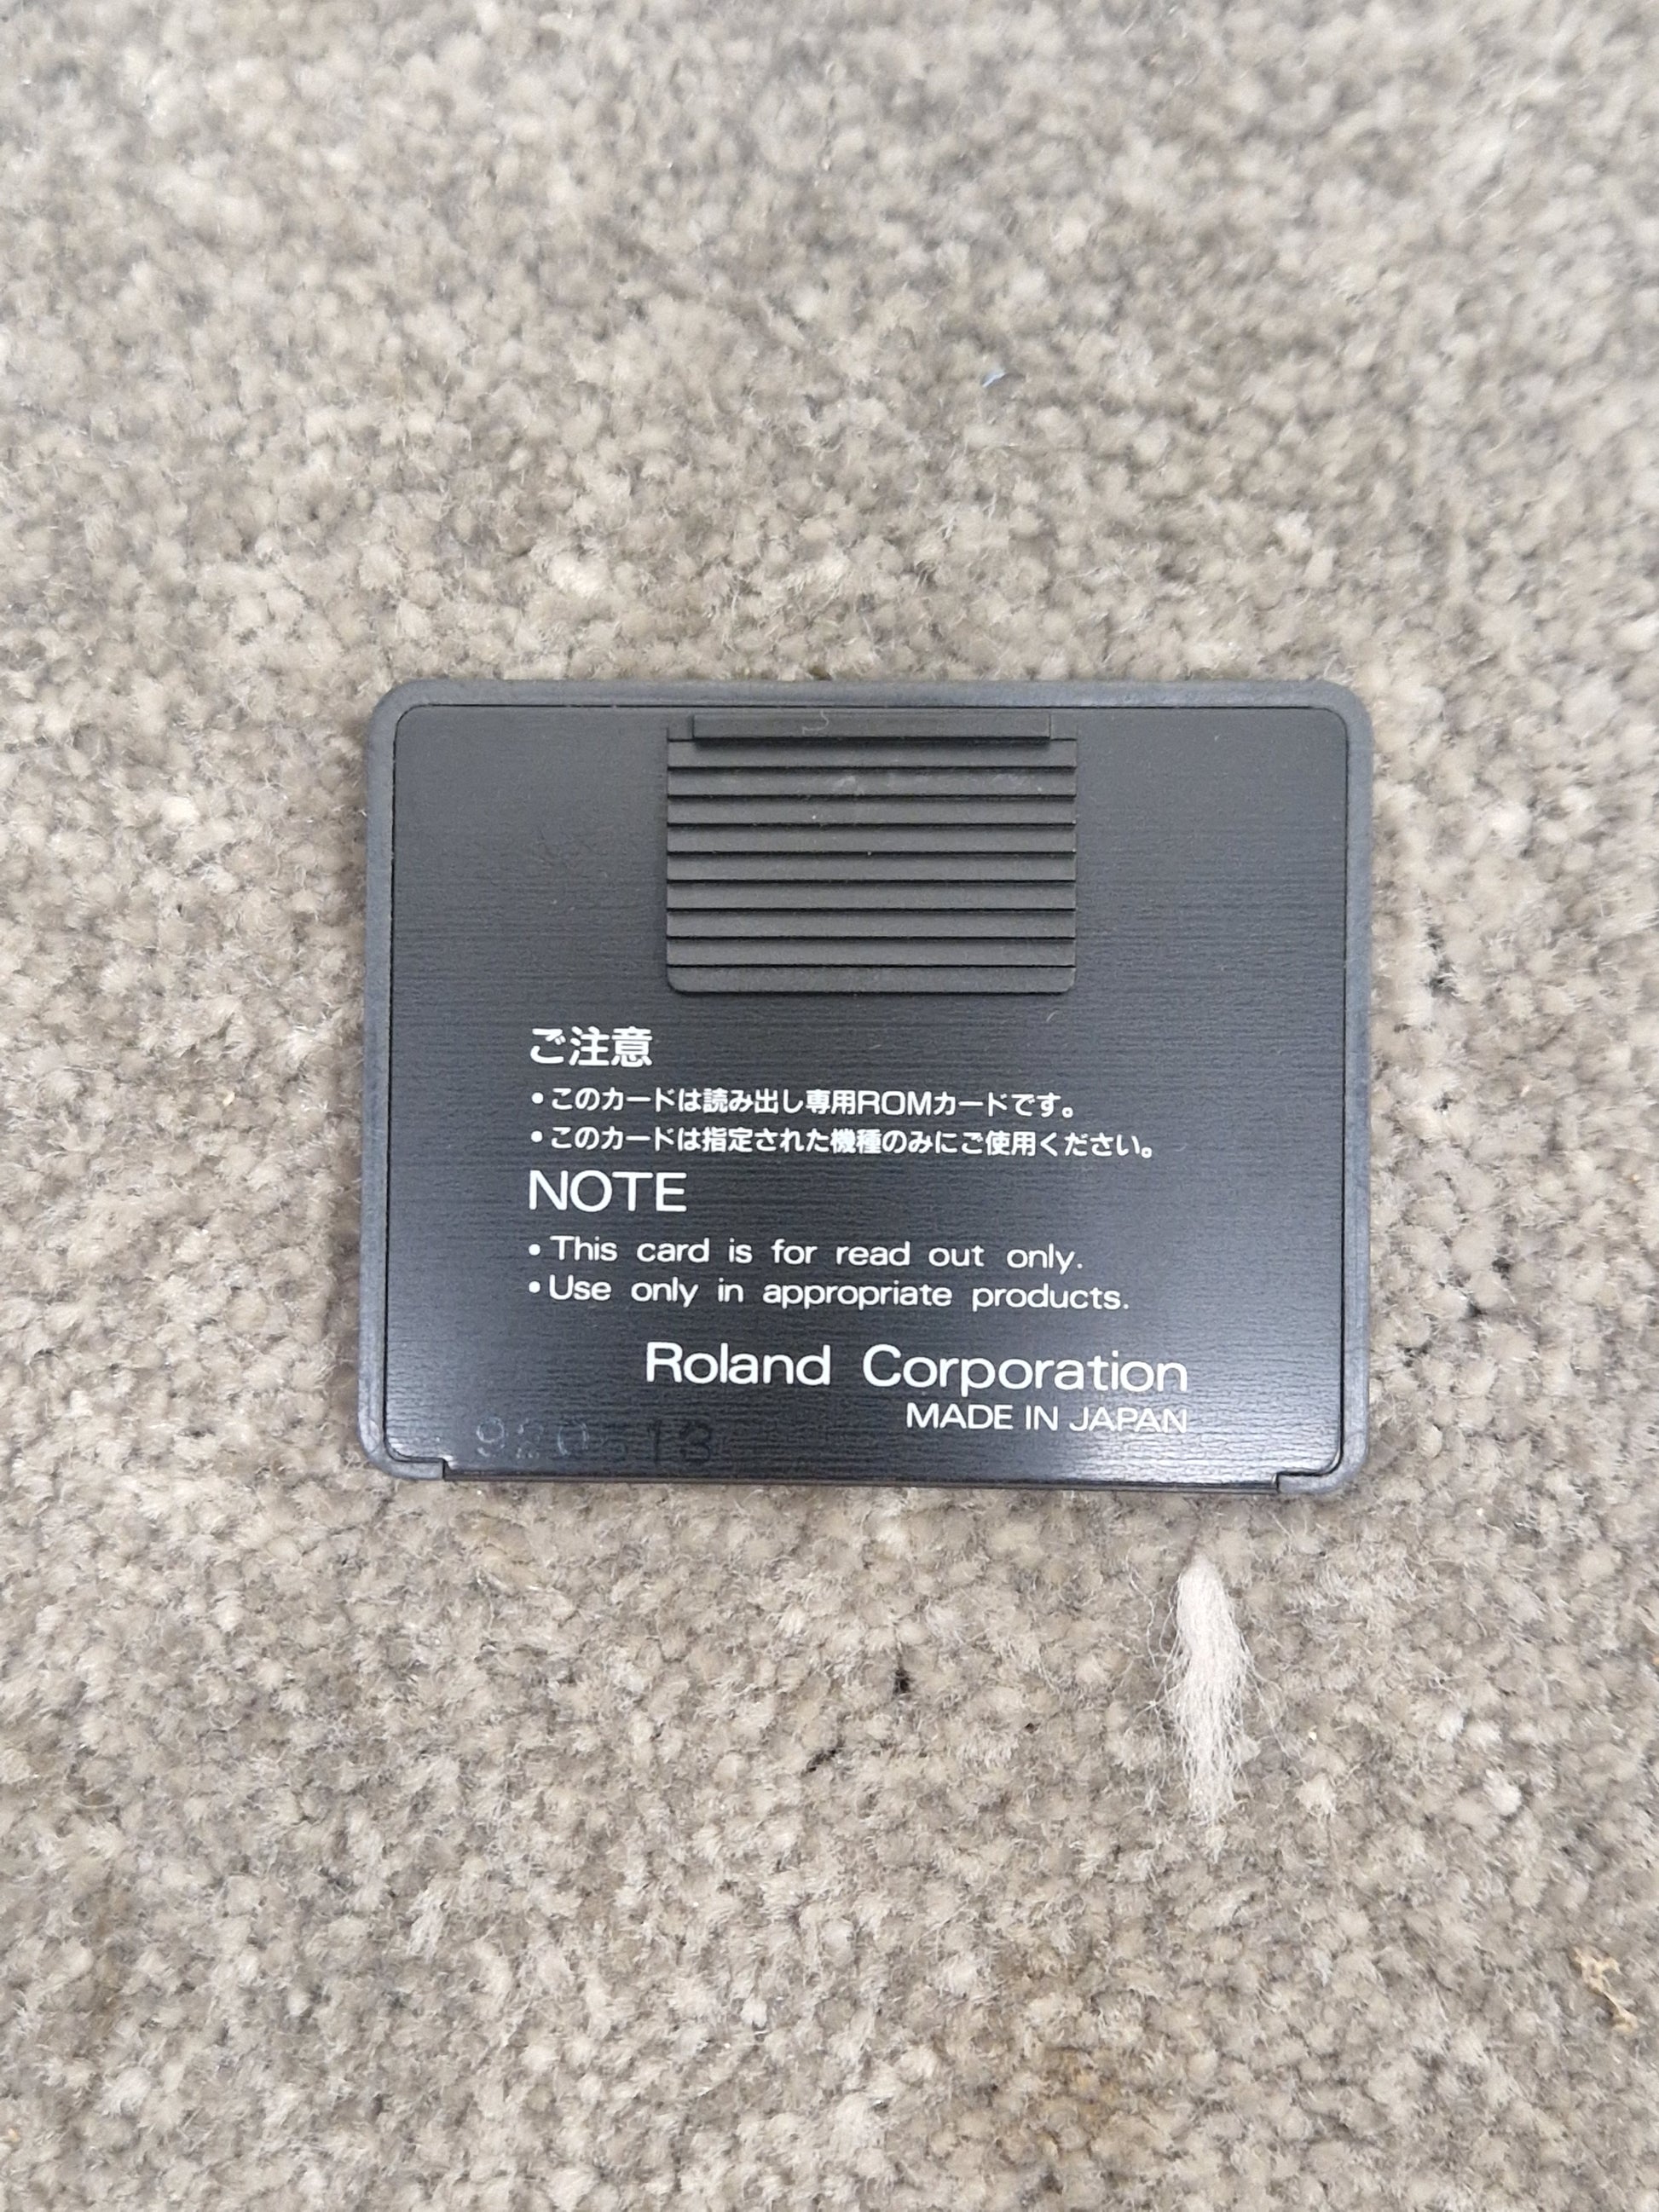 ご注意
•このカードは読み出し専用ROMカードです。
•このカードは指定された機種のみにご使用ください。
NOTE
•This card is for read out only.
•Use only in appropriate products.
Roland Corporation
MADE IN JAPAN
920513